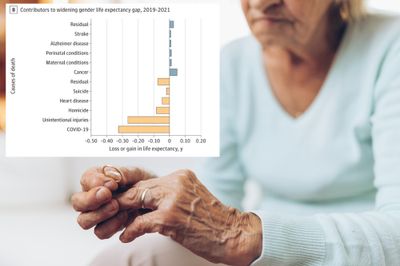 B Contributors to widening gender life expectancy gap, 2019-2021
Causes of death
Residual
Stroke
Alzheimer disease
Perinatal conditions
Maternal conditions
Cancer
Residual
Suicide
Heart disease
Homicide
Unintentional injuries
COVID-19
-0.50 -0.40 -0.30 -0.20 -0.10 0 0.10 0.20
Loss or gain in life expectancy, y